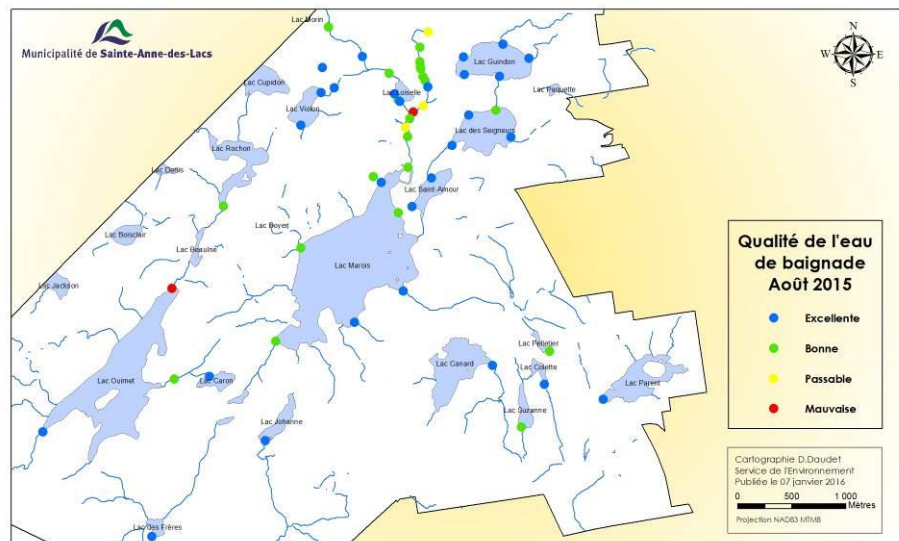 Municipalité de Sainte-Anne-des-Lacs
Lac Morin
N
W E
S
Lac Guindon
Lac Cupidon
Lac Loiselle
Lac Paquette
Lac Violon
Lac des Seigneurs
Lac Rochon
Lac Denis
Lac Saint-Amour
Lac Boyer
Lac Boisclair
Lac Beaulne
Lac Marois
Lac Jackson
Qualité de l'eau
de baignade
Août 2015
Excellente
Bonne
Passable
Mauvaise
Lac Pelletier
Lac Canard
Lac Colette
Lac Ouimet
Lac Caron
Lac Parent
Lac Suzanne
Lac Johanne
Lac des Frères
Cartographie D.Daudet
Service de l'Environnement
Publiée le 07 janvier 2016
0 500 1 000
Mètres
Projection NAD83 MTM8